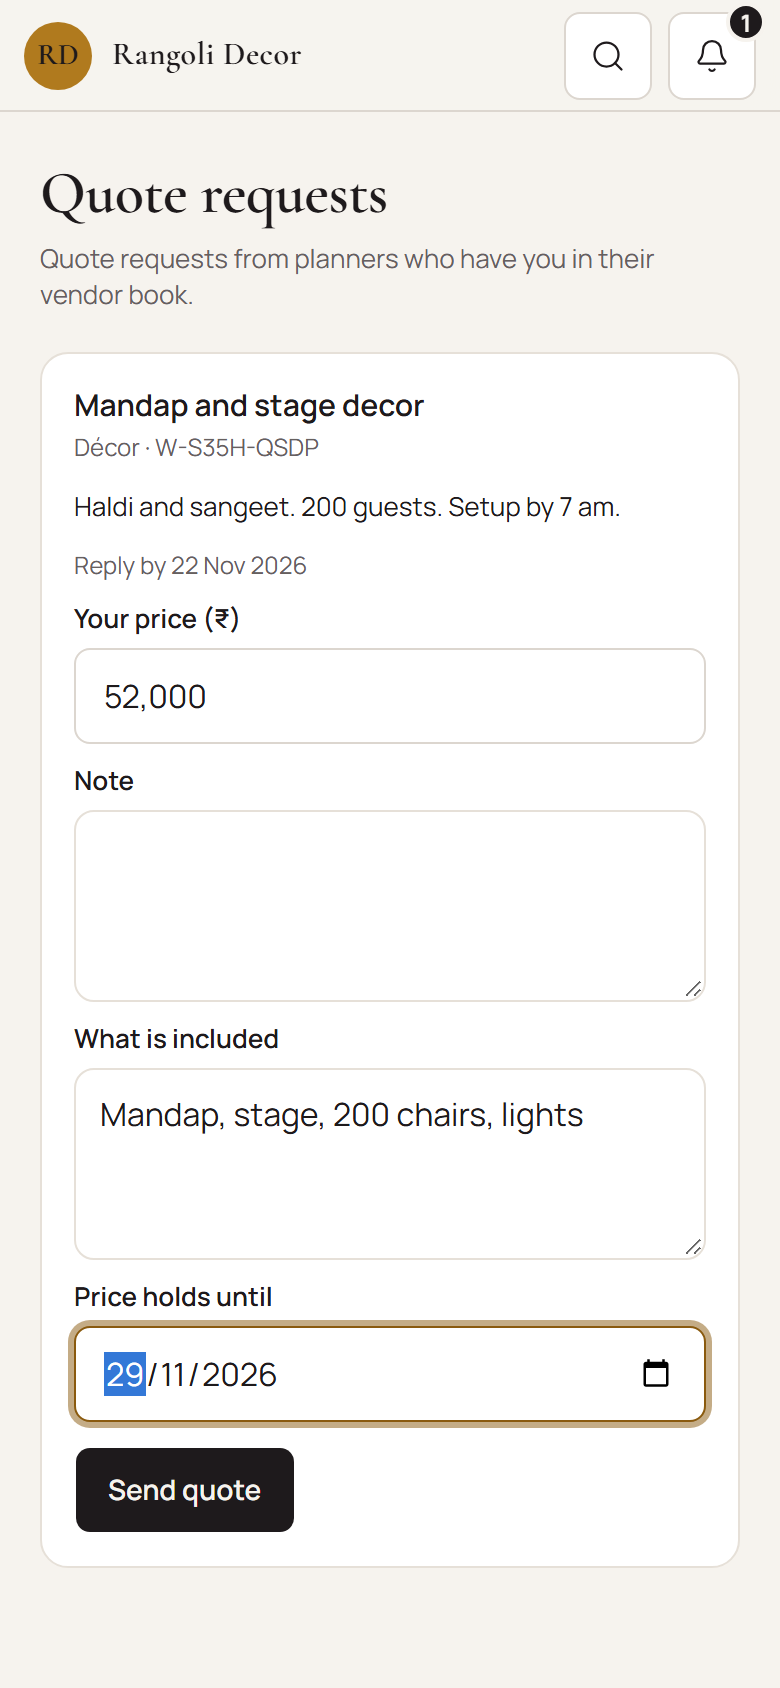 RD
Rangoli Decor
1
Quote requests
Quote requests from planners who have you in their
vendor book.
Mandap and stage decor
Décor · W-S35H-QSDP
Haldi and sangeet. 200 guests. Setup by 7 am.
Reply by 22 Nov 2026
Your price (₹)
52,000
Note
What is included
Mandap, stage, 200 chairs, lights
Price holds until
29/11/2026
Send quote